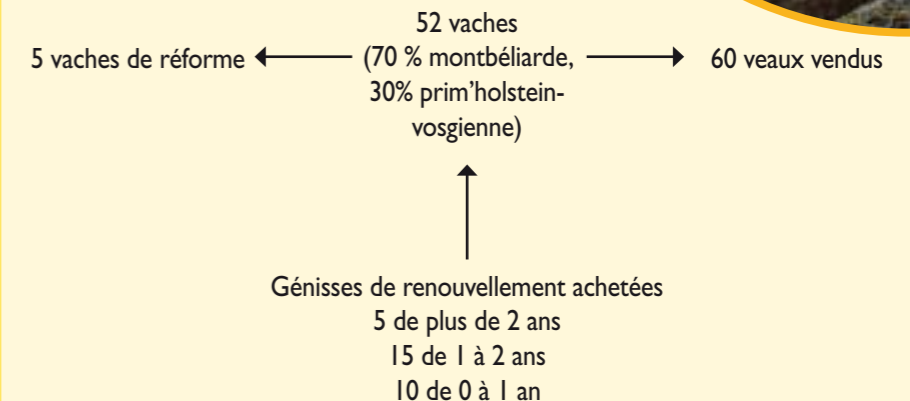 52 vaches
5 vaches de réforme
(70 % montbéliarde,
60 veaux vendus
30% prim'holstein-
vosgienne)
Génisses de renouvellement achetées
5 de plus de 2 ans
15 de 1 à 2 ans
10 de 0 à 1 an